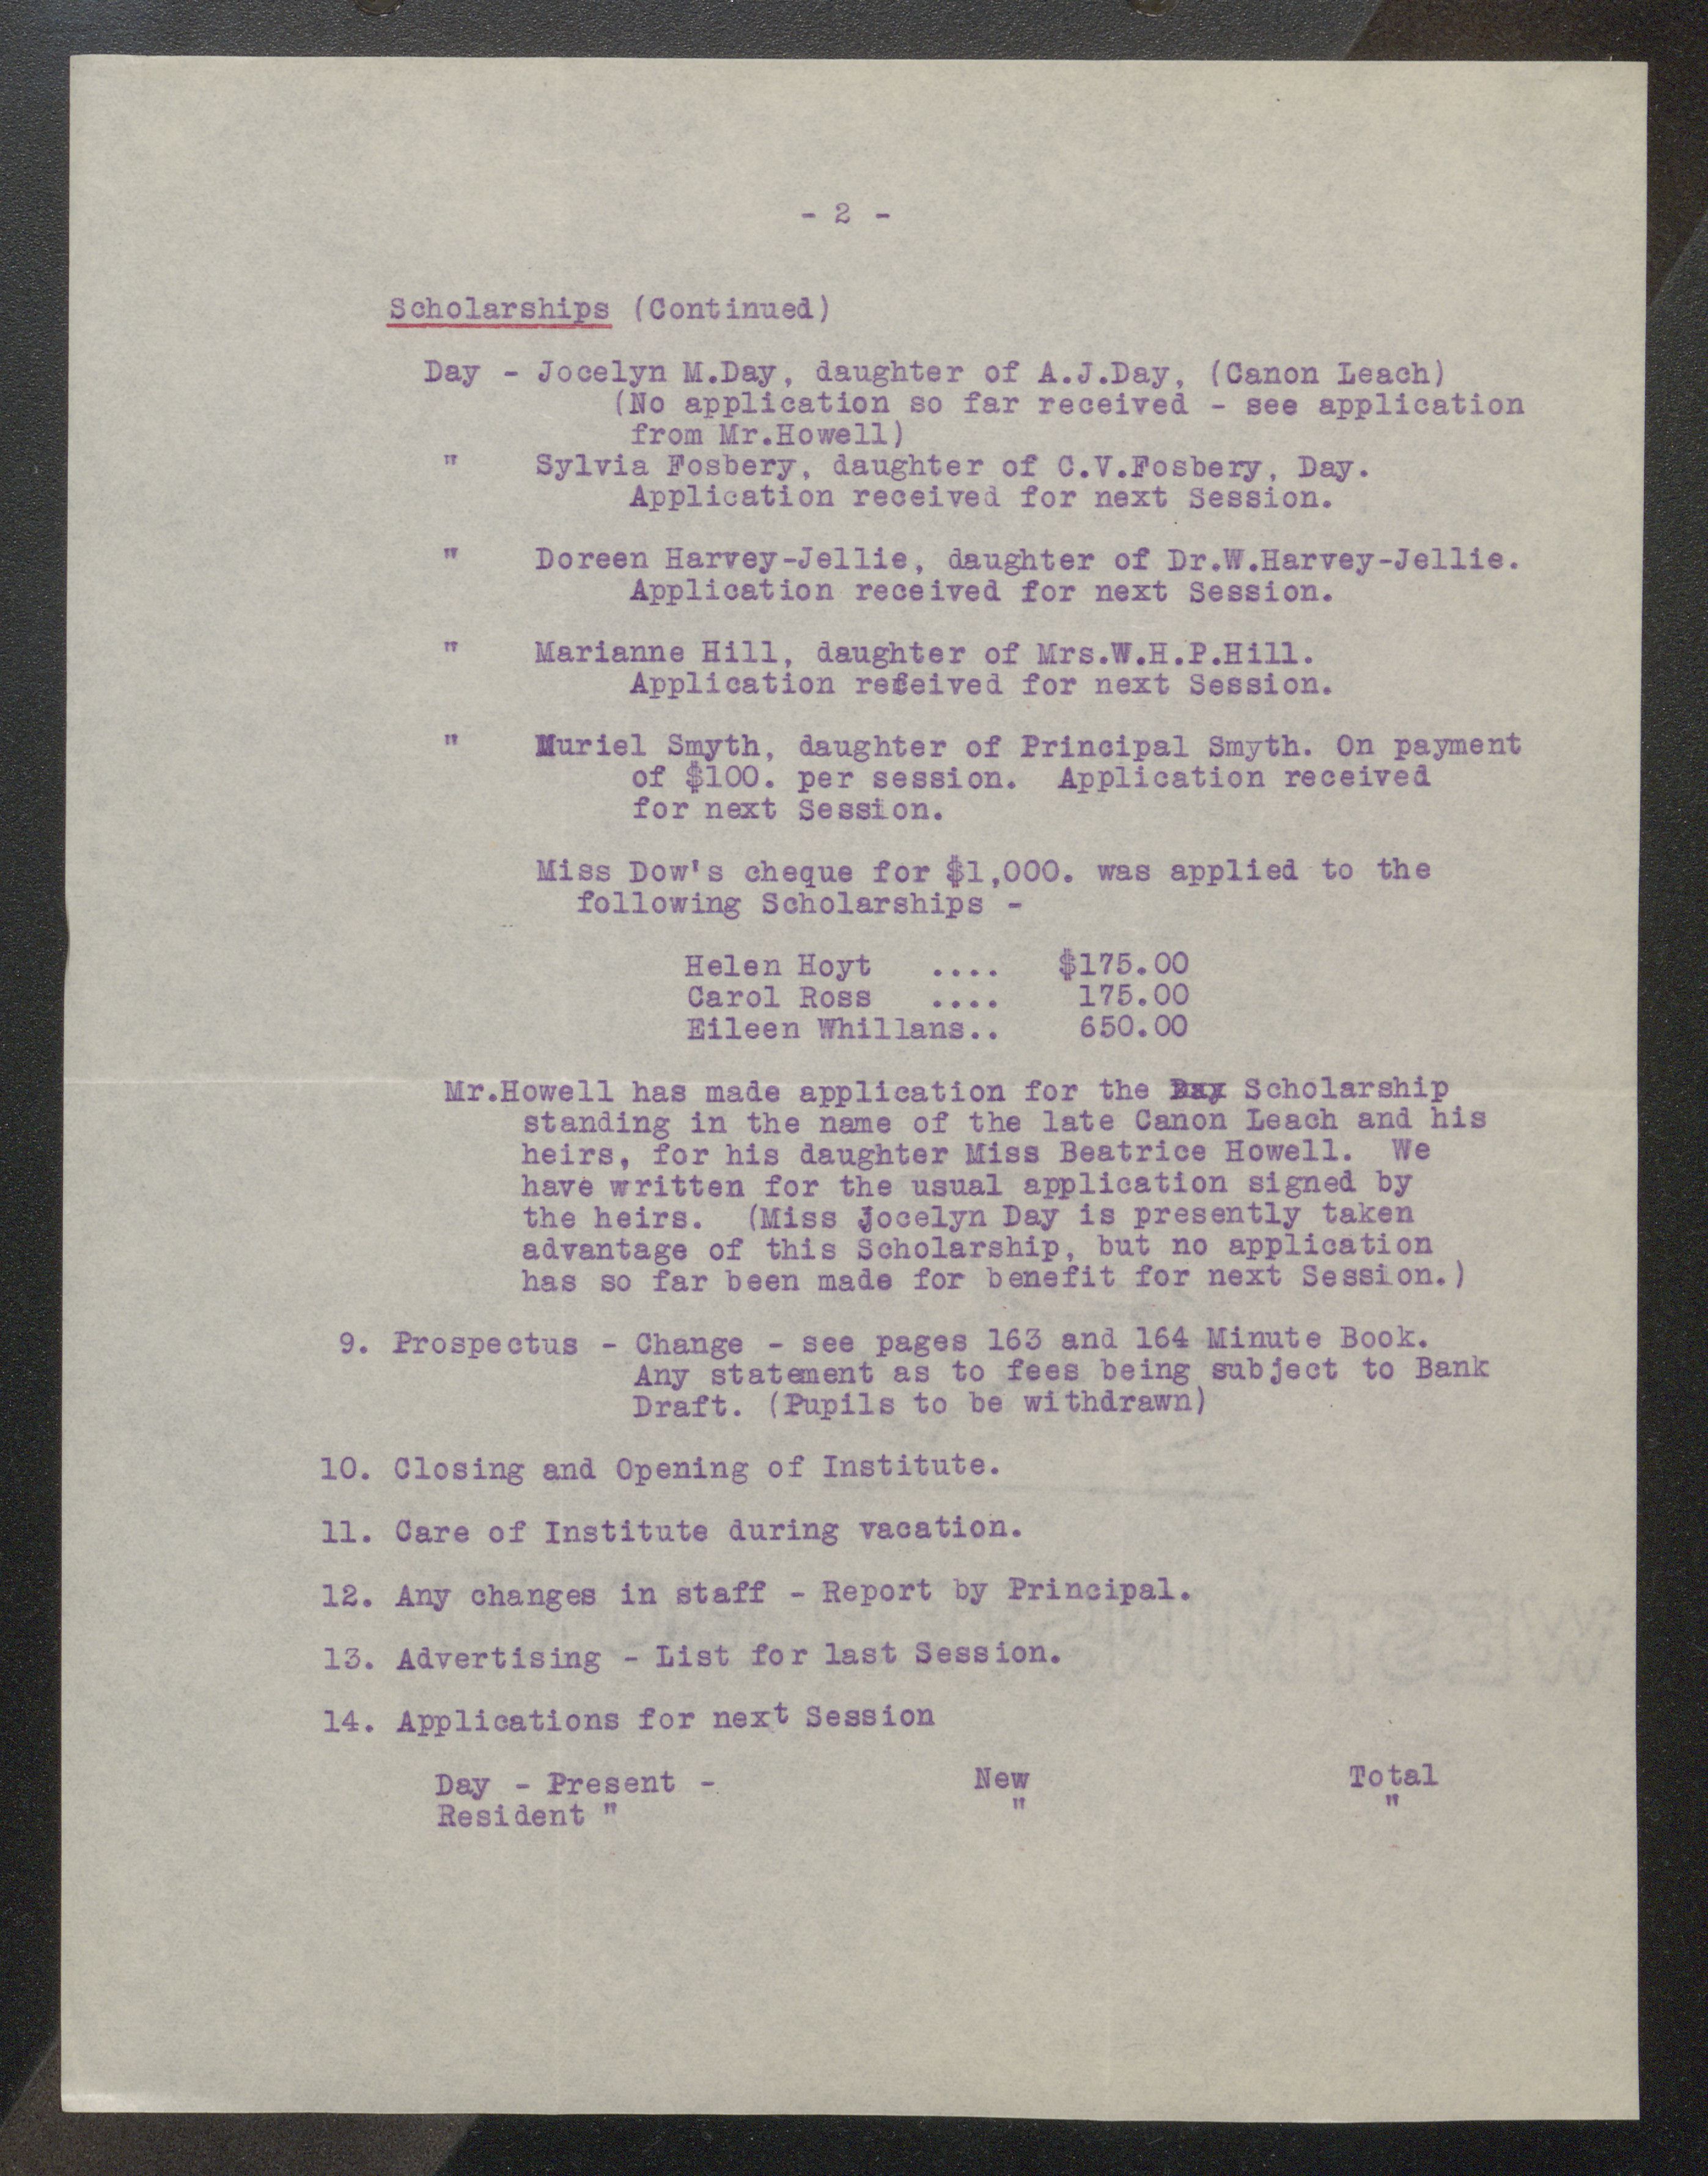 - 2 -
Scholarships (Continued)
Day - Jocelyn M.Day, daughter of A.J.Day, (Canon Leach)
(No application so far received - see application
from Mr.Howell)
" Sylvia Fosbery, daughter of C.V.Fosbery, Day.
Application received for next Session.
" Doreen Harvey-Jellie, daughter of Dr.W.Harvey-Jellie.
Application received for next Session.
" Marianne Hill, daughter of Mrs.W.H.P.Hill.
Application received for next Session.
" Muriel Smyth, daughter of Principal Smyth. On payment
of $100. per session. Application received
for next Session.
Miss Dow's cheque for $1,000. was applied to the
following Scholarships -
Helen Hoyt .... $175.00
Carol Ross .... 175.00
Eileen Whillans.. 650.00
Mr.Howell has made application for the Scholarship
standing in the name of the late Canon Leach and his
heirs, for his daughter Miss Beatrice Howell. We
have written for the usual application signed by
the heirs. (Miss Jocelyn Day is presently taken
advantage of this Scholarship, but no application
has so far been made for benefit for next Session.)
9. Prospectus - Change - see pages 163 and 164 Minute Book.
Any statement as to fees being subject to Bank
Draft. (Pupils to be withdrawn)
10. Closing and Opening of Institute.
11. Care of Institute during vacation.
12. Any changes in staff - Report by Principal.
13. Advertising - List for last Session.
14. Applications for next Session
Day - Present - New Total
Resident " " "